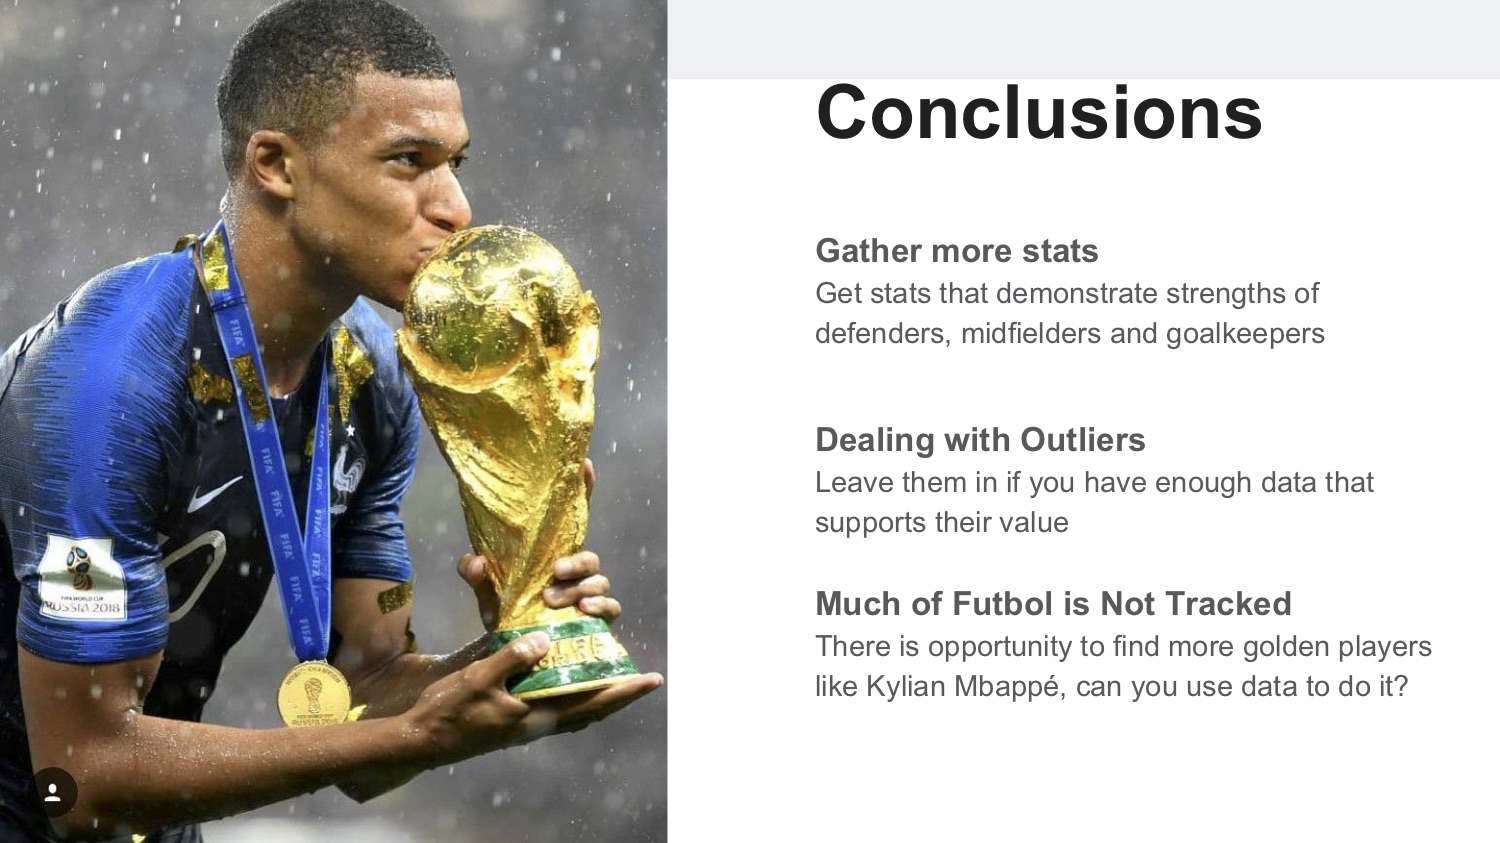 Conclusions
Gather more stats
Get stats that demonstrate strengths of
defenders, midfielders and goalkeepers
Dealing with Outliers
Leave them in if you have enough data that
supports their value
Much of Futbol is Not Tracked
There is opportunity to find more golden players
like Kylian Mbappé, can you use data to do it?
FIFA
FIFA
FIFA
FIFA
FIFA
FIFA
FIFA
FIFA WORLD CUP
RUSSIA 2018